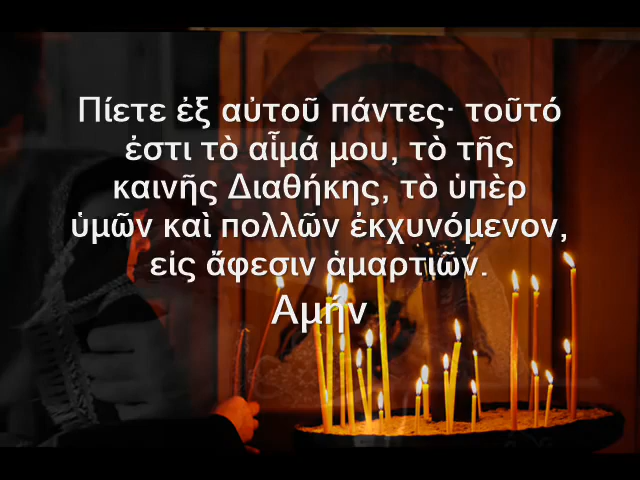 Πίετε ἐξ αὐτοῦ πάντες· τοῦτό
ἐστι τὸ αἷμά μου, τὸ τῆς
καινῆς Διαθήκης, τὸ ὑπὲρ
ὑμῶν καὶ πολλῶν ἐκχυνόμενον,
εἰς ἄφεσιν ἁμαρτιῶν.
Αμήν